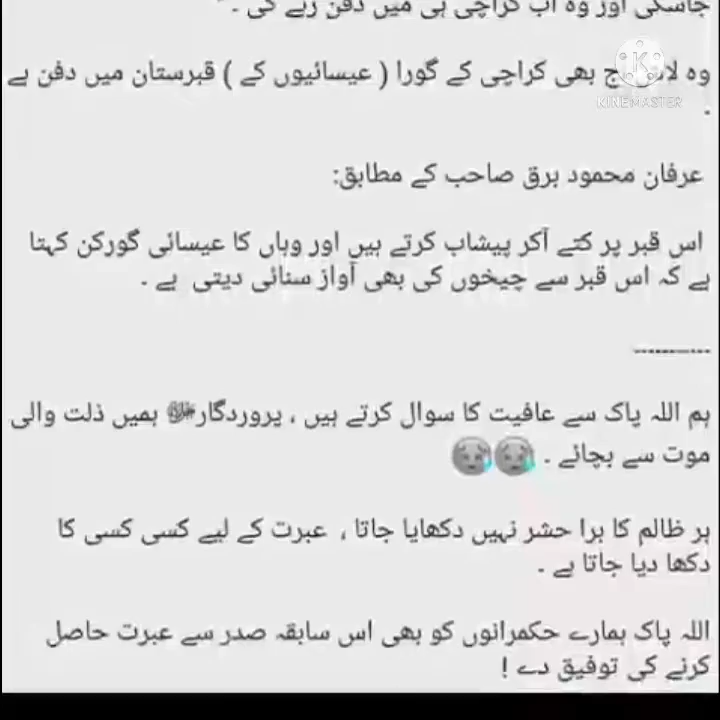 جاسکی اور وہ اب کراچی ہی میں دفن رہے گی ۔"
وہ لاش آج بھی کراچی کے گورا ( عیسائیوں کے ) قبرستان میں دفن ہے
۔
KINEMASTER
عرفان محمود برق صاحب کے مطابق:
اس قبر پر کتے آکر پیشاب کرتے ہیں اور وہاں کا عیسائی گورکن کہتا
ہے کہ اس قبر سے چیخوں کی بھی آواز سنائی دیتی ہے ۔
-----------
ہم اللہ پاک سے عافیت کا سوال کرتے ہیں ، پروردگارﷻ ہمیں ذلت والی
موت سے بچائے ۔ 😥😥
ہر ظالم کا برا حشر نہیں دکھایا جاتا ، عبرت کے لیے کسی کسی کا
دکھا دیا جاتا ہے ۔
اللہ پاک ہمارے حکمرانوں کو بھی اس سابقہ صدر سے عبرت حاصل
کرنے کی توفیق دے !